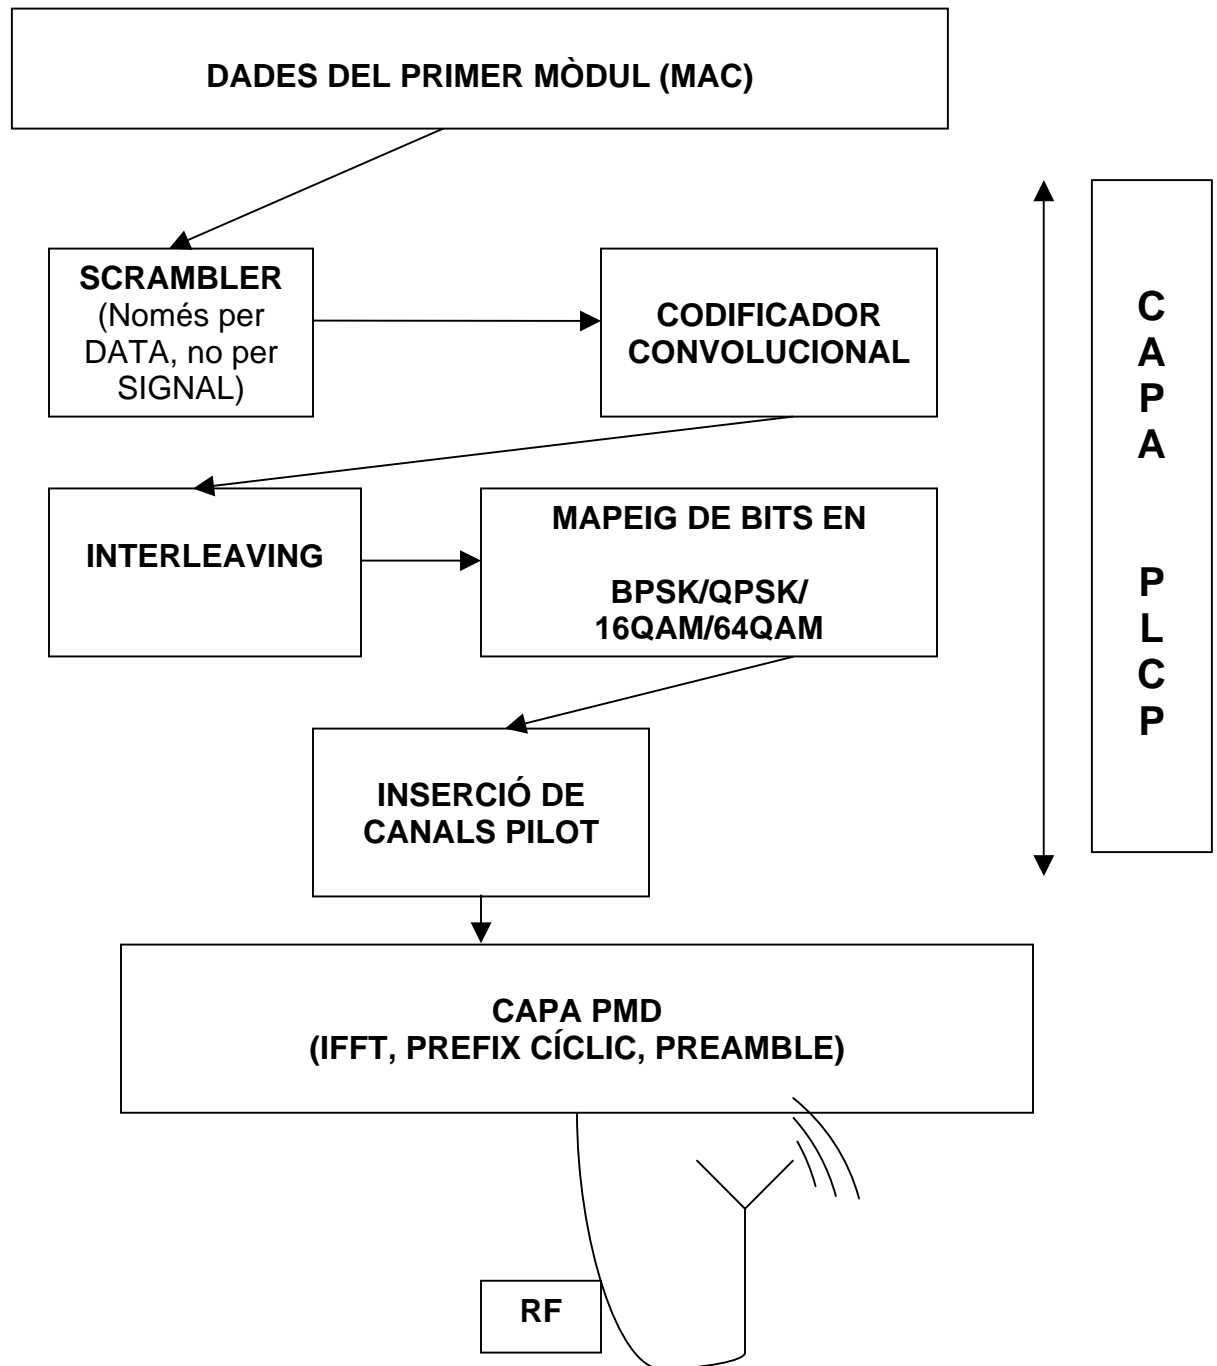 DADES DEL PRIMER MÒDUL (MAC)
SCRAMBLER
(Només per
DATA, no per
SIGNAL)
CODIFICADOR
CONVOLUCIONAL
INTERLEAVING
MAPEIG DE BITS EN
BPSK/QPSK/
16QAM/64QAM
INSERCIÓ DE
CANALS PILOT
C
A
P
A
P
L
C
P
CAPA PMD
(IFFT, PREFIX CÍCLIC, PREAMBLE)
RF